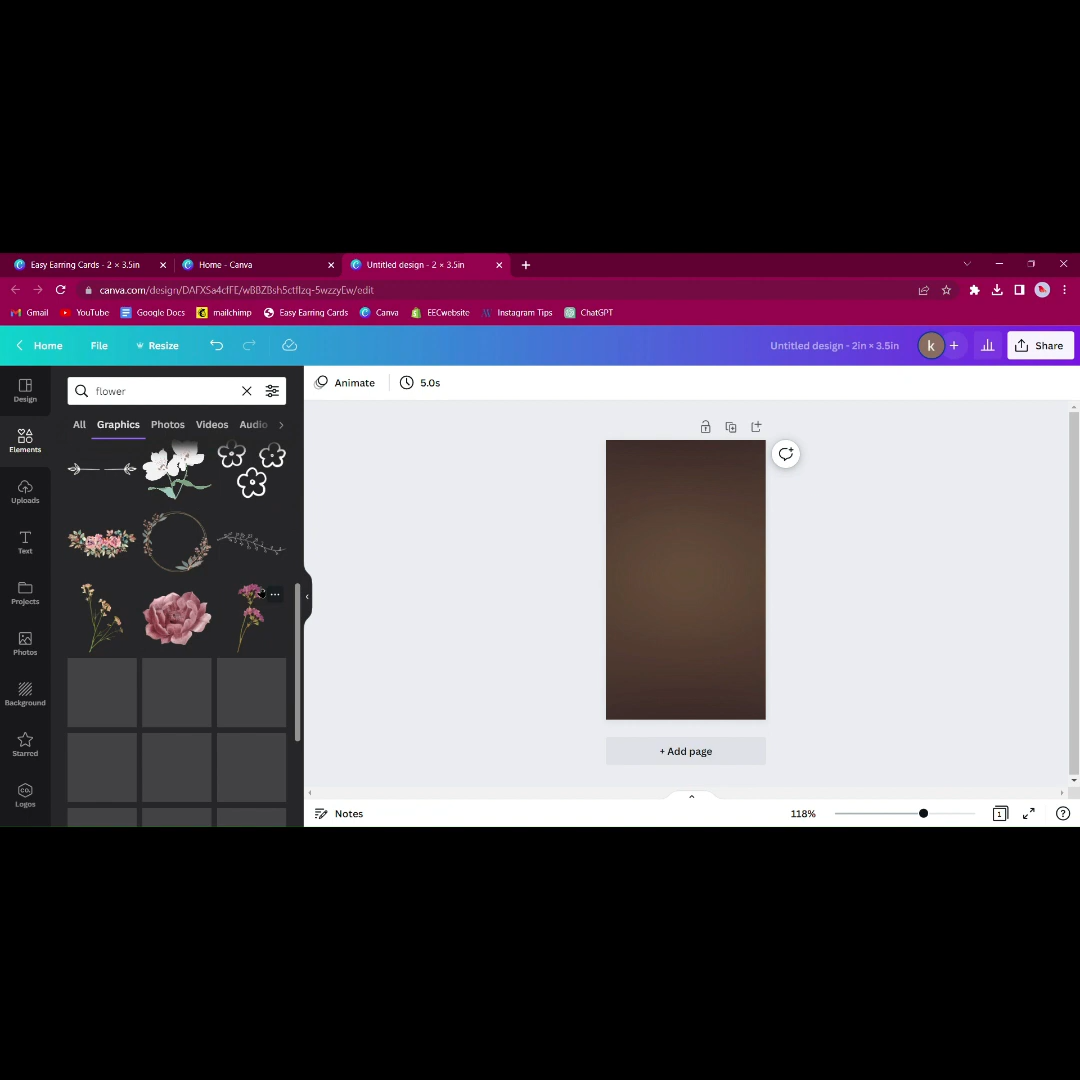 Easy Earring Cards - 2 × 3.5in
Home - Canva
Untitled design - 2 × 3.5in
canva.com/design/DAFXSa4cfFE/wBBZBsh5ctfIzq-5wzzyEw/edit
Gmail
YouTube
Google Docs
mailchimp
Easy Earring Cards
Canva
EECwebsite
Instagram Tips
ChatGPT
Home
File
Resize
Untitled design - 2in × 3.5in
k
Share
Design
Elements
Uploads
Text
Projects
Photos
Background
Starred
CO.
Logos
flower
All
Graphics
Photos
Videos
Audio
Animate
5.0s
+ Add page
Notes
118%
1